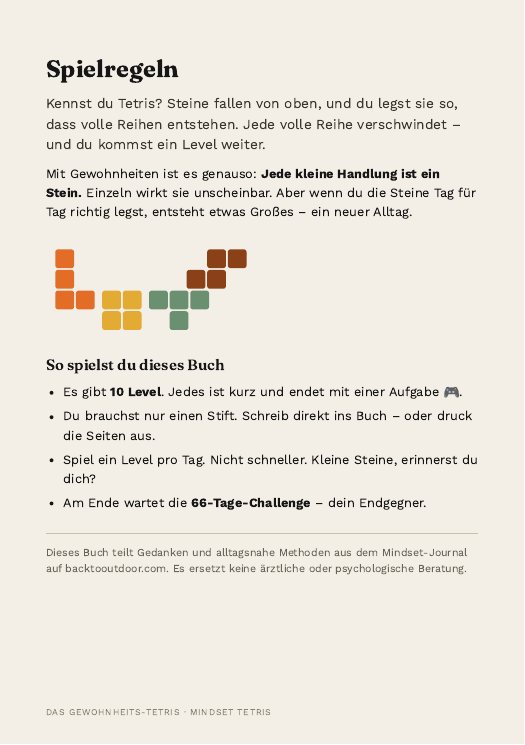 Spielregeln
Kennst du Tetris? Steine fallen von oben, und du legst sie so,
dass volle Reihen entstehen. Jede volle Reihe verschwindet –
und du kommst ein Level weiter.
Mit Gewohnheiten ist es genauso: Jede kleine Handlung ist ein
Stein. Einzeln wirkt sie unscheinbar. Aber wenn du die Steine Tag für
Tag richtig legst, entsteht etwas Großes – ein neuer Alltag.
So spielst du dieses Buch
• Es gibt 10 Level. Jedes ist kurz und endet mit einer Aufgabe 🎮.
• Du brauchst nur einen Stift. Schreib direkt ins Buch – oder druck
die Seiten aus.
• Spiel ein Level pro Tag. Nicht schneller. Kleine Steine, erinnerst du
dich?
• Am Ende wartet die 66-Tage-Challenge – dein Endgegner.
Dieses Buch teilt Gedanken und alltagsnahe Methoden aus dem Mindset-Journal
auf backtooutdoor.com. Es ersetzt keine ärztliche oder psychologische Beratung.
DAS GEWOHNHEITS-TETRIS · MINDSET TETRIS